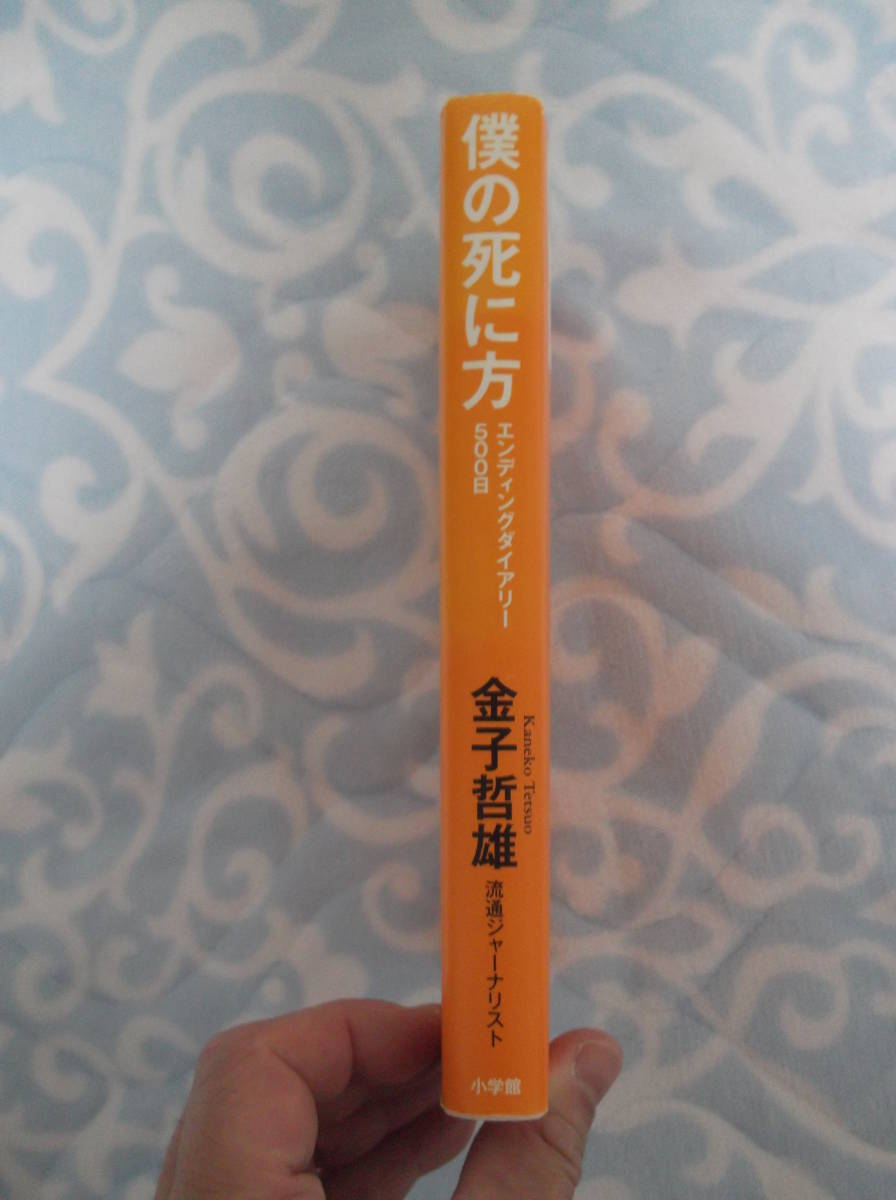 僕の死に方
エンディングダイアリー
500日
金子哲雄
Kaneko Tetsuo
流通ジャーナリスト
小学館